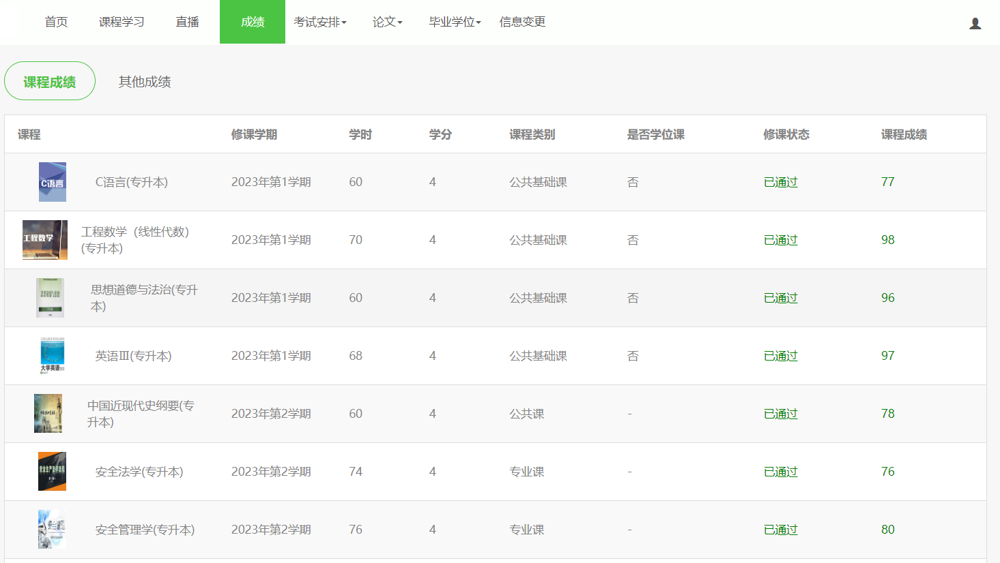 首页 课程学习 直播 成绩 考试安排 论文 毕业学位 信息变更
课程成绩 其他成绩
课程 修课学期 学时 学分 课程类别 是否学位课 修课状态 课程成绩
C语言
C语言(专升本) 2023年第1学期 60 4 公共基础课 否 已通过 77
工程数学
工程数学（线性代数）
(专升本) 2023年第1学期 70 4 公共基础课 否 已通过 98
思想道德与法治(专升
本) 2023年第1学期 60 4 公共基础课 否 已通过 96
大学英语
英语Ⅲ(专升本) 2023年第1学期 68 4 公共基础课 否 已通过 97
中国近现代史纲要(专
升本) 2023年第2学期 60 4 公共课 - 已通过 78
安全法学(专升本) 2023年第2学期 74 4 专业课 - 已通过 76
安全管理学(专升本) 2023年第2学期 76 4 专业课 - 已通过 80